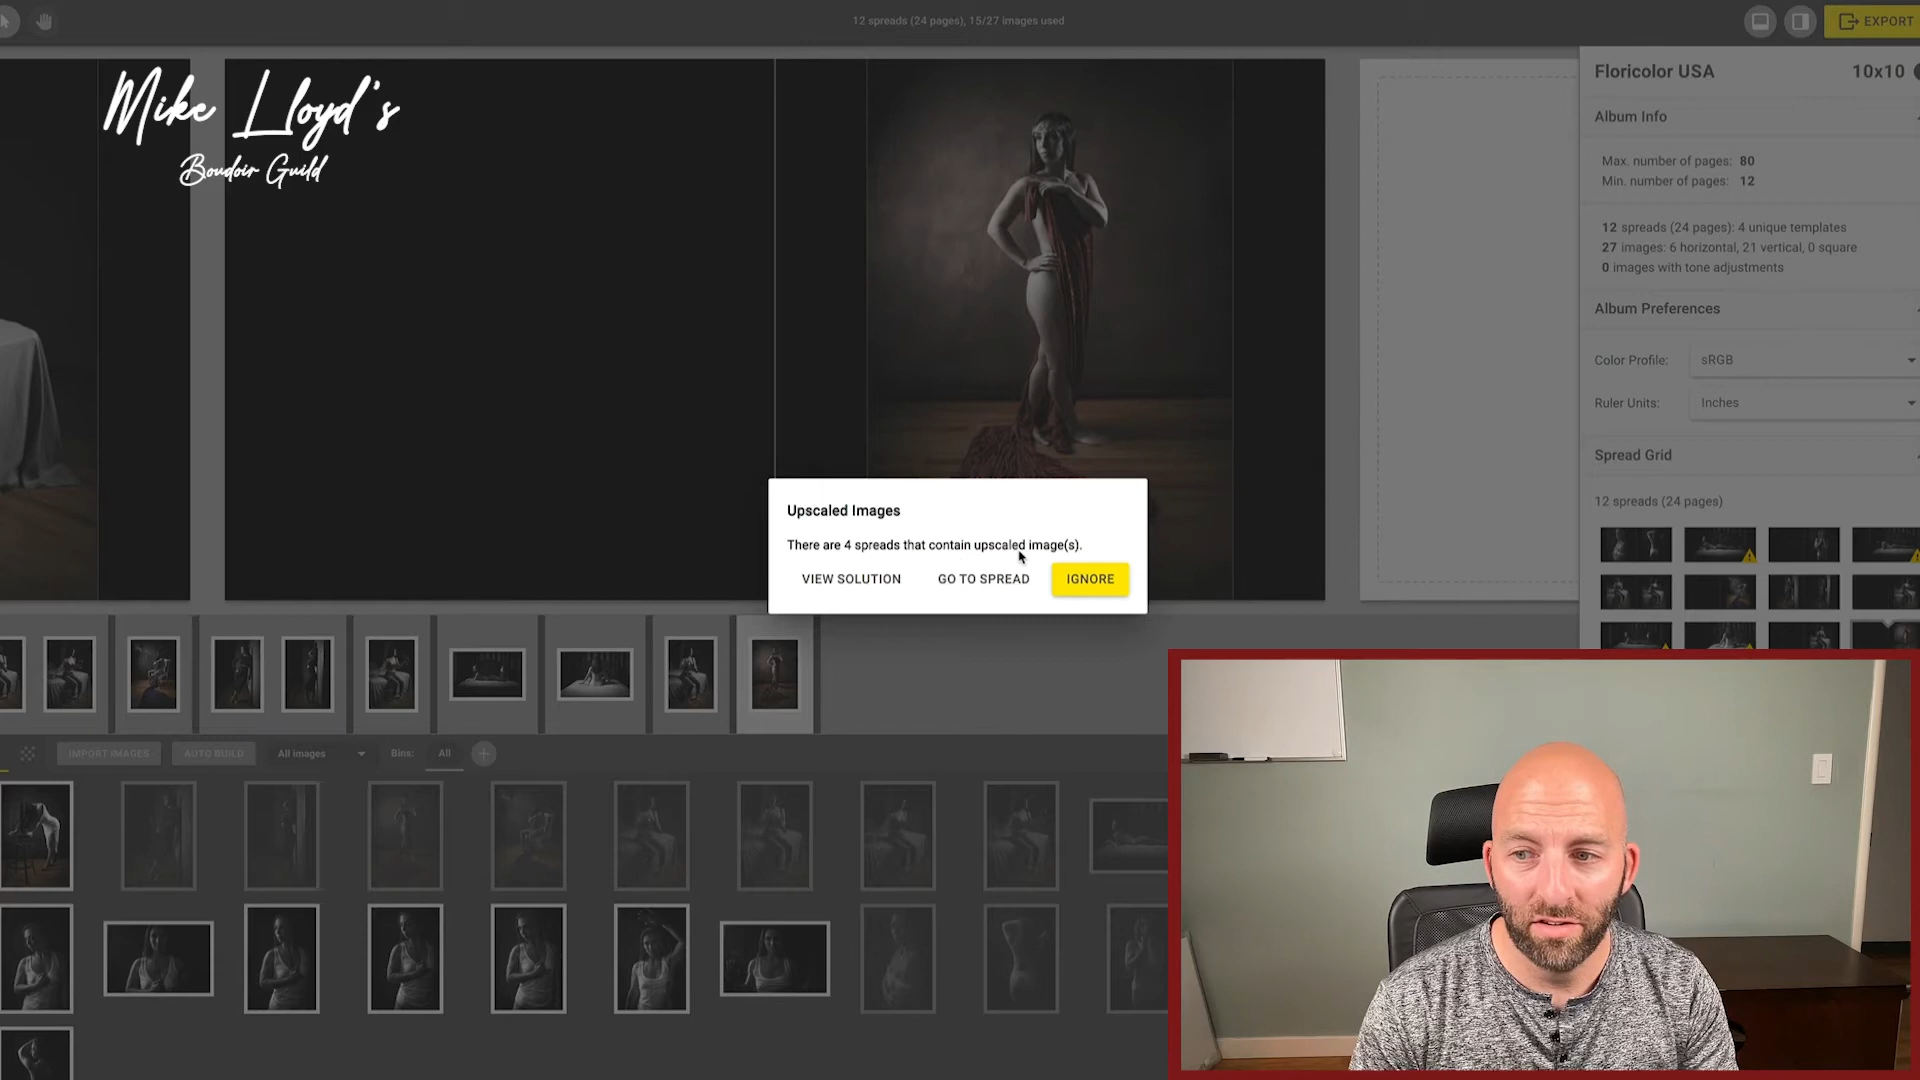 12 spreads (24 pages), 15/27 images used
EXPORT
Mike Lloyd's
Boudoir Guild
Floricolor USA 10x10
Album Info
Max. number of pages: 80
Min. number of pages: 12
12 spreads (24 pages): 4 unique templates
27 images: 6 horizontal, 21 vertical, 0 square
0 images with tone adjustments
Album Preferences
Color Profile: sRGB
Ruler Units: Inches
Spread Grid
12 spreads (24 pages)
Upscaled Images
There are 4 spreads that contain upscaled image(s).
VIEW SOLUTION GO TO SPREAD IGNORE
IMPORT IMAGES AUTO BUILD All images Bins: All